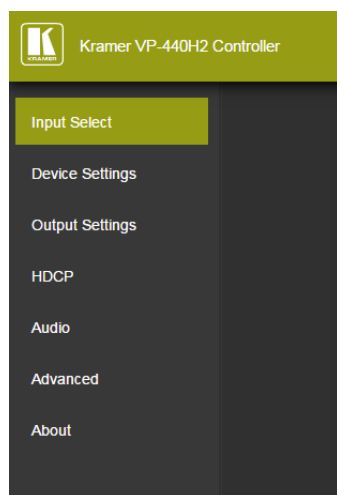 KRAMER
Kramer VP-440H2 Controller
Input Select
Device Settings
Output Settings
HDCP
Audio
Advanced
About